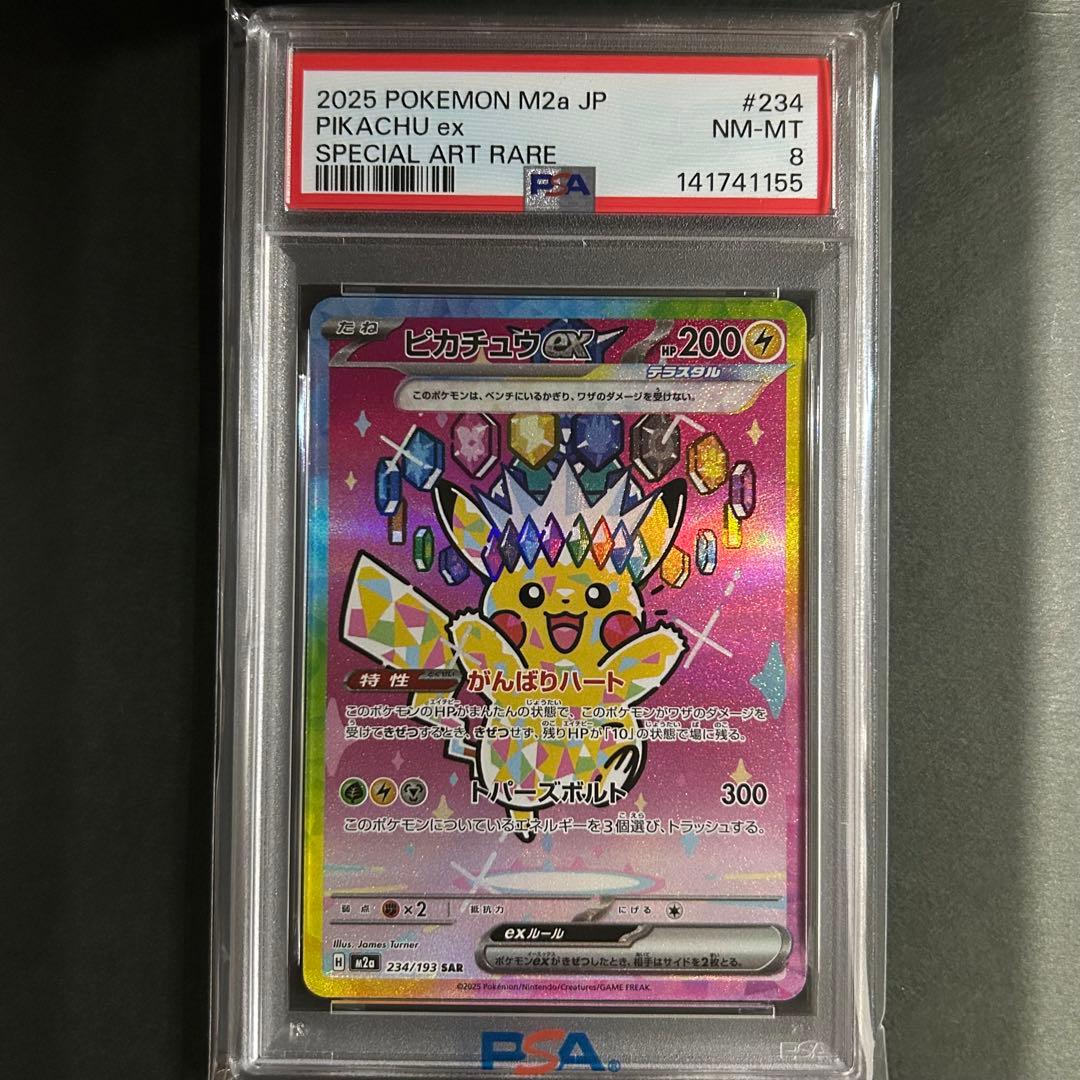 2025 POKEMON M2a JP #234
PIKACHU ex NM-MT
SPECIAL ART RARE 8
PSA 141741155
たね ピカチュウex HP200
テラスタル
このポケモンは、ベンチにいるかぎり、ワザのダメージを受けない。
特性 がんばりハート
このポケモンのHPがまんたんの状態で、このポケモンがワザのダメージを
受けてきぜつするとき、きぜつせず、残りHPが「10」の状態で場に残る。
トパーズボルト 300
このポケモンについているエネルギーを3個選び、トラッシュする。
弱点 ×2 抵抗力 にげる
exルール
ポケモンexがきぜつしたとき、相手はサイドを2枚とる。
Illus. James Turner
H m2a 234/193 SAR
©2025 Pokémon/Nintendo/Creatures/GAME FREAK.
PSA
PSA